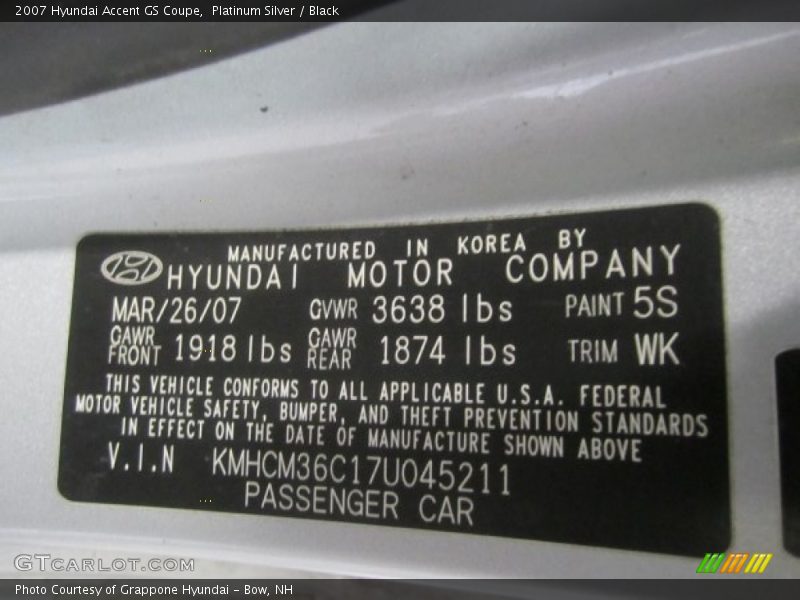 2007 Hyundai Accent GS Coupe,  Platinum Silver / Black
MANUFACTURED IN KOREA BY
HYUNDAI MOTOR COMPANY
MAR/26/07 GVWR 3638 lbs PAINT 5S
GAWR FRONT 1918 lbs GAWR REAR 1874 lbs TRIM WK
THIS VEHICLE CONFORMS TO ALL APPLICABLE U.S.A. FEDERAL
MOTOR VEHICLE SAFETY, BUMPER, AND THEFT PREVENTION STANDARDS
IN EFFECT ON THE DATE OF MANUFACTURE SHOWN ABOVE
V.I.N KMHCM36C17U045211
PASSENGER CAR
GTCARLOT.COM
Photo Courtesy of Grappone Hyundai - Bow, NH